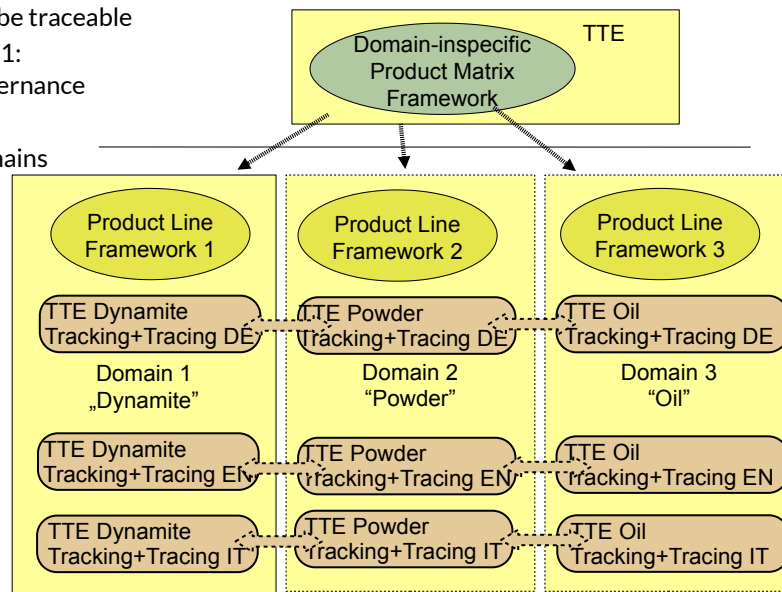 be traceable
1:
ernance
nains
TTE
Domain-inspecific
Product Matrix
Framework
Product Line
Framework 1
TTE Dynamite
Tracking+Tracing DE
Domain 1
„Dynamite”
TTE Dynamite
Tracking+Tracing EN
TTE Dynamite
Tracking+Tracing IT
Product Line
Framework 2
TTE Powder
Tracking+Tracing DE
Domain 2
“Powder”
TTE Powder
Tracking+Tracing EN
TTE Powder
Tracking+Tracing IT
Product Line
Framework 3
TTE Oil
Tracking+Tracing DE
Domain 3
“Oil”
TTE Oil
Tracking+Tracing EN
TTE Oil
Tracking+Tracing IT